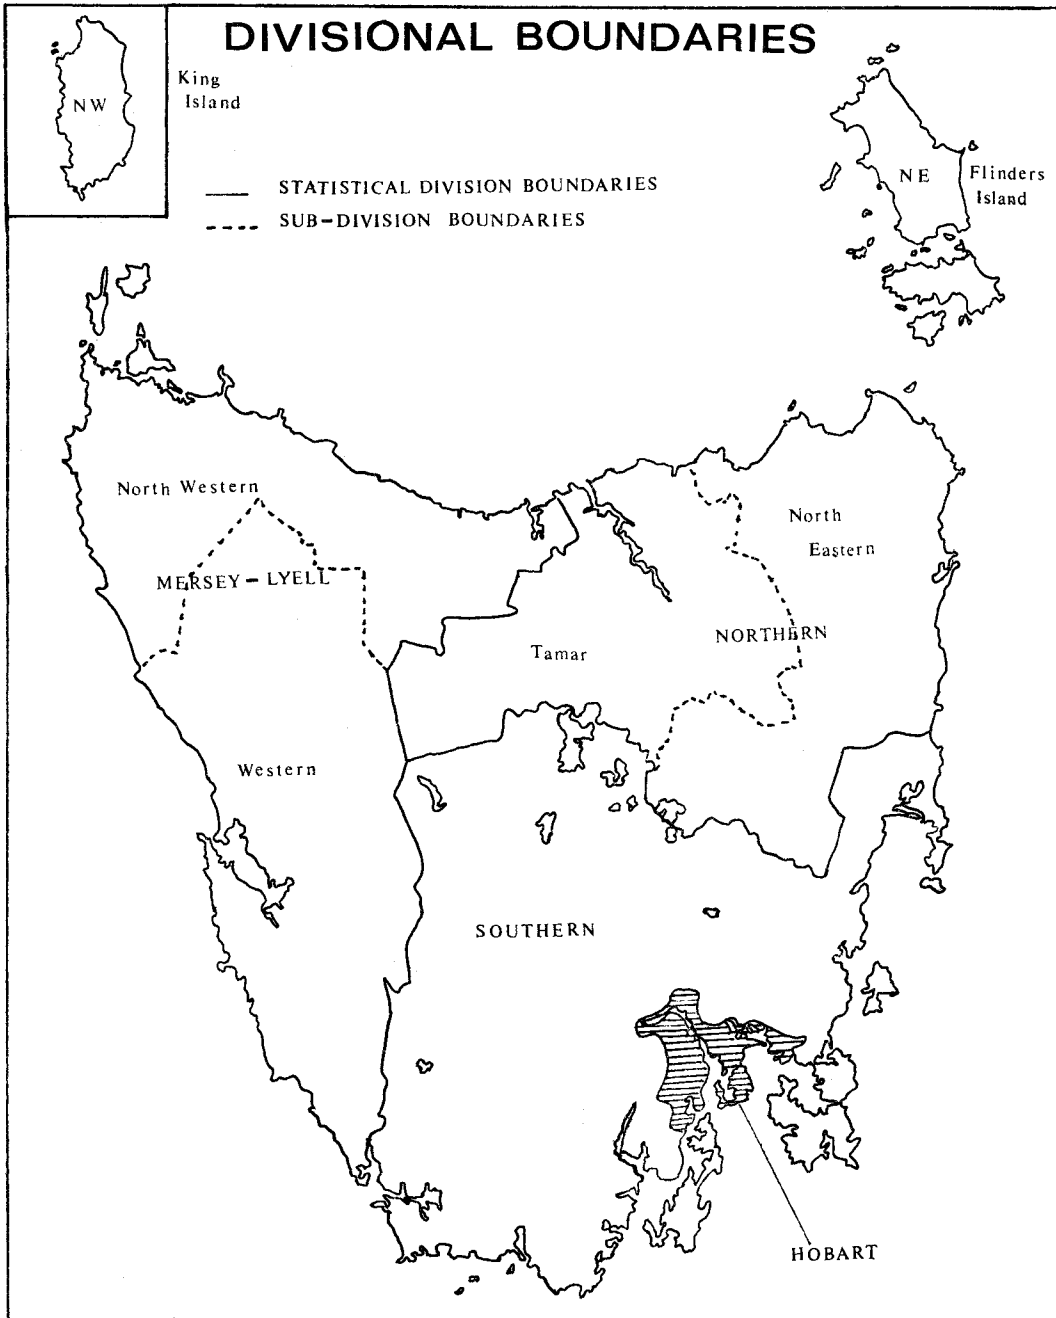 DIVISIONAL BOUNDARIES
NW
King
Island
NE
Flinders
Island
STATISTICAL DIVISION BOUNDARIES
SUB-DIVISION BOUNDARIES
North Western
North
Eastern
MERSEY-LYELL
NORTHERN
Tamar
Western
SOUTHERN
HOBART